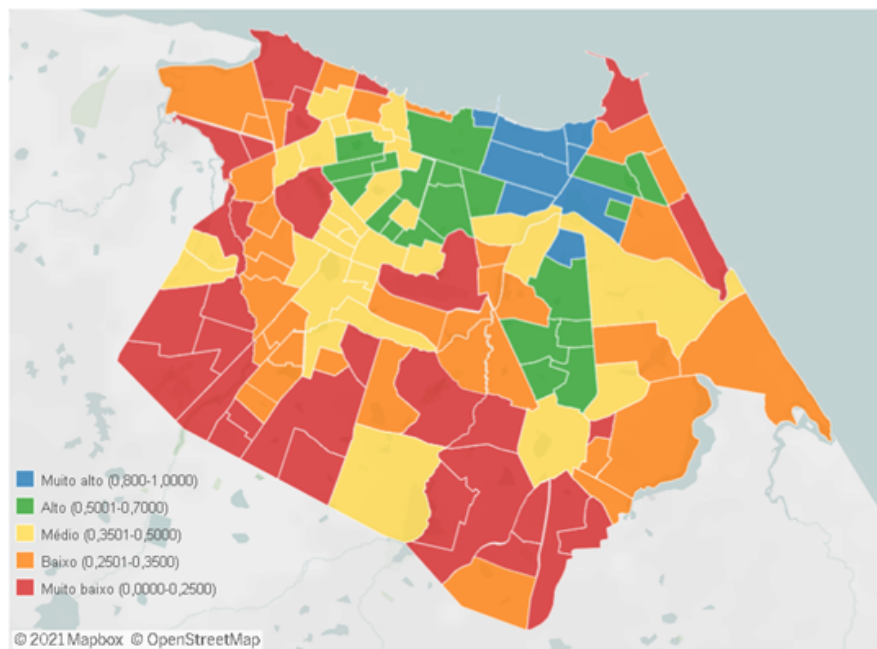 Muito alto (0,800-1,0000)
Alto (0,5001-0,7000)
Médio (0,3501-0,5000)
Baixo (0,2501-0,3500)
Muito baixo (0,0000-0,2500)
© 2021 Mapbox © OpenStreetMap